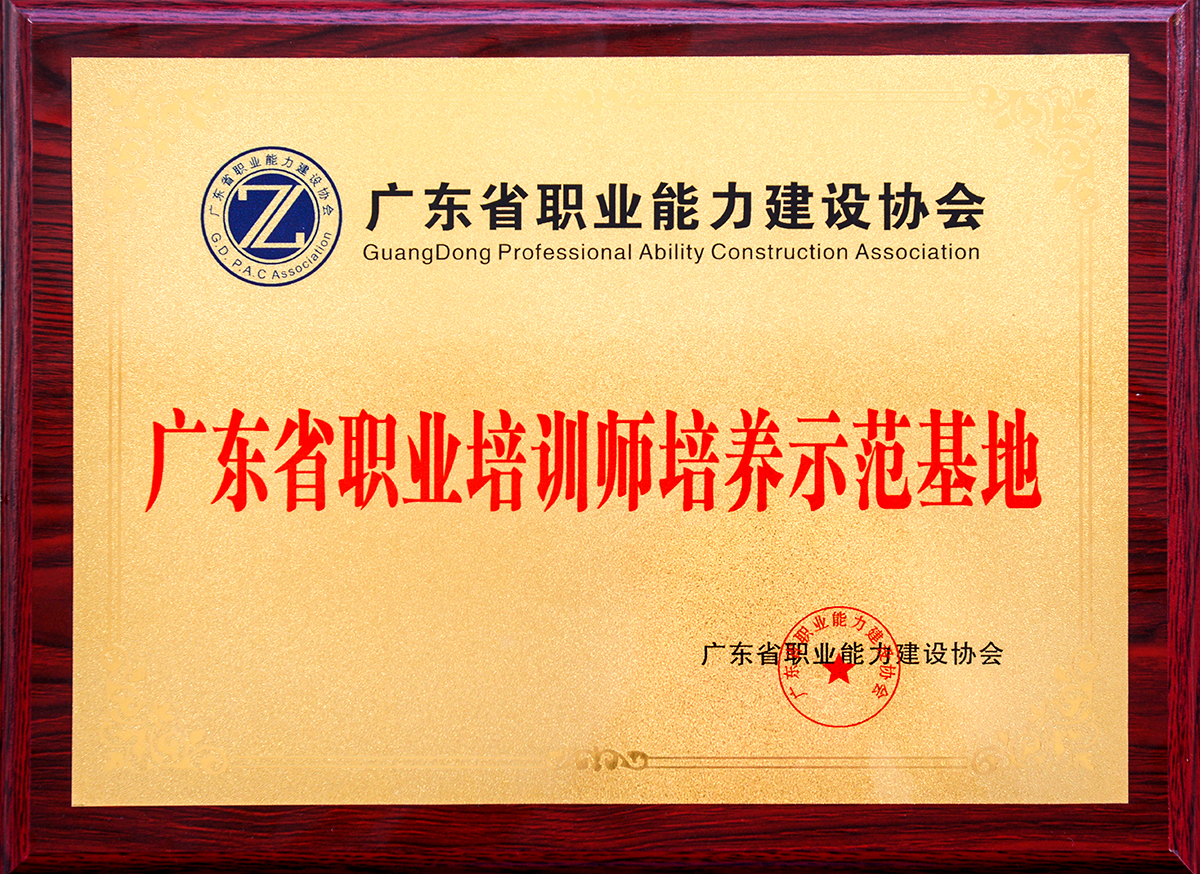 广东省职业能力建设协会
G.D. P.A.C Association
广东省职业能力建设协会
GuangDong Professional Ability Construction Association
广东省职业培训师培养示范基地
广东省职业能力建设协会
广东省职业能力建设协会